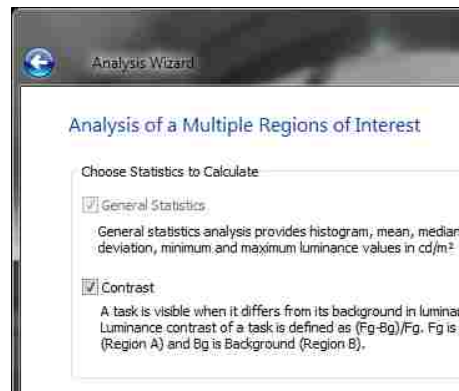 Analysis Wizard
Analysis of a Multiple Regions of Interest
Choose Statistics to Calculate
General Statistics
General statistics analysis provides histogram, mean, median
deviation, minimum and maximum luminance values in cd/m²
Contrast
A task is visible when it differs from its background in luminan
Luminance contrast of a task is defined as (Fg-Bg)/Fg. Fg is
(Region A) and Bg is Background (Region B).